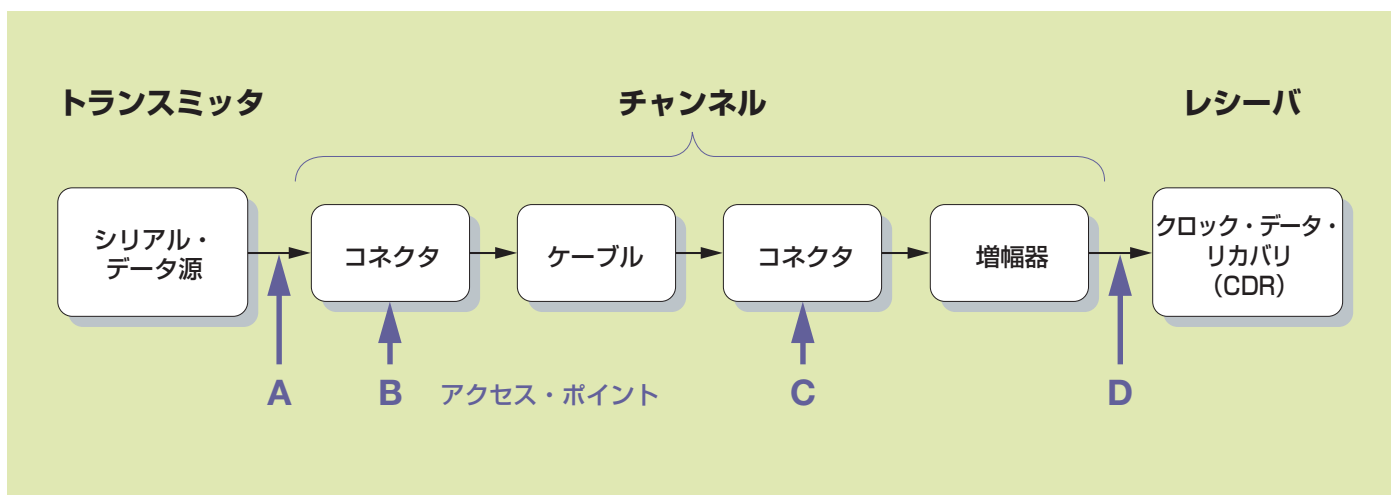 トランスミッタ
チャンネル
レシーバ
シリアル・
データ源
コネクタ
ケーブル
コネクタ
増幅器
クロック・データ・
リカバリ
（CDR）
A
B
アクセス・ポイント
C
D